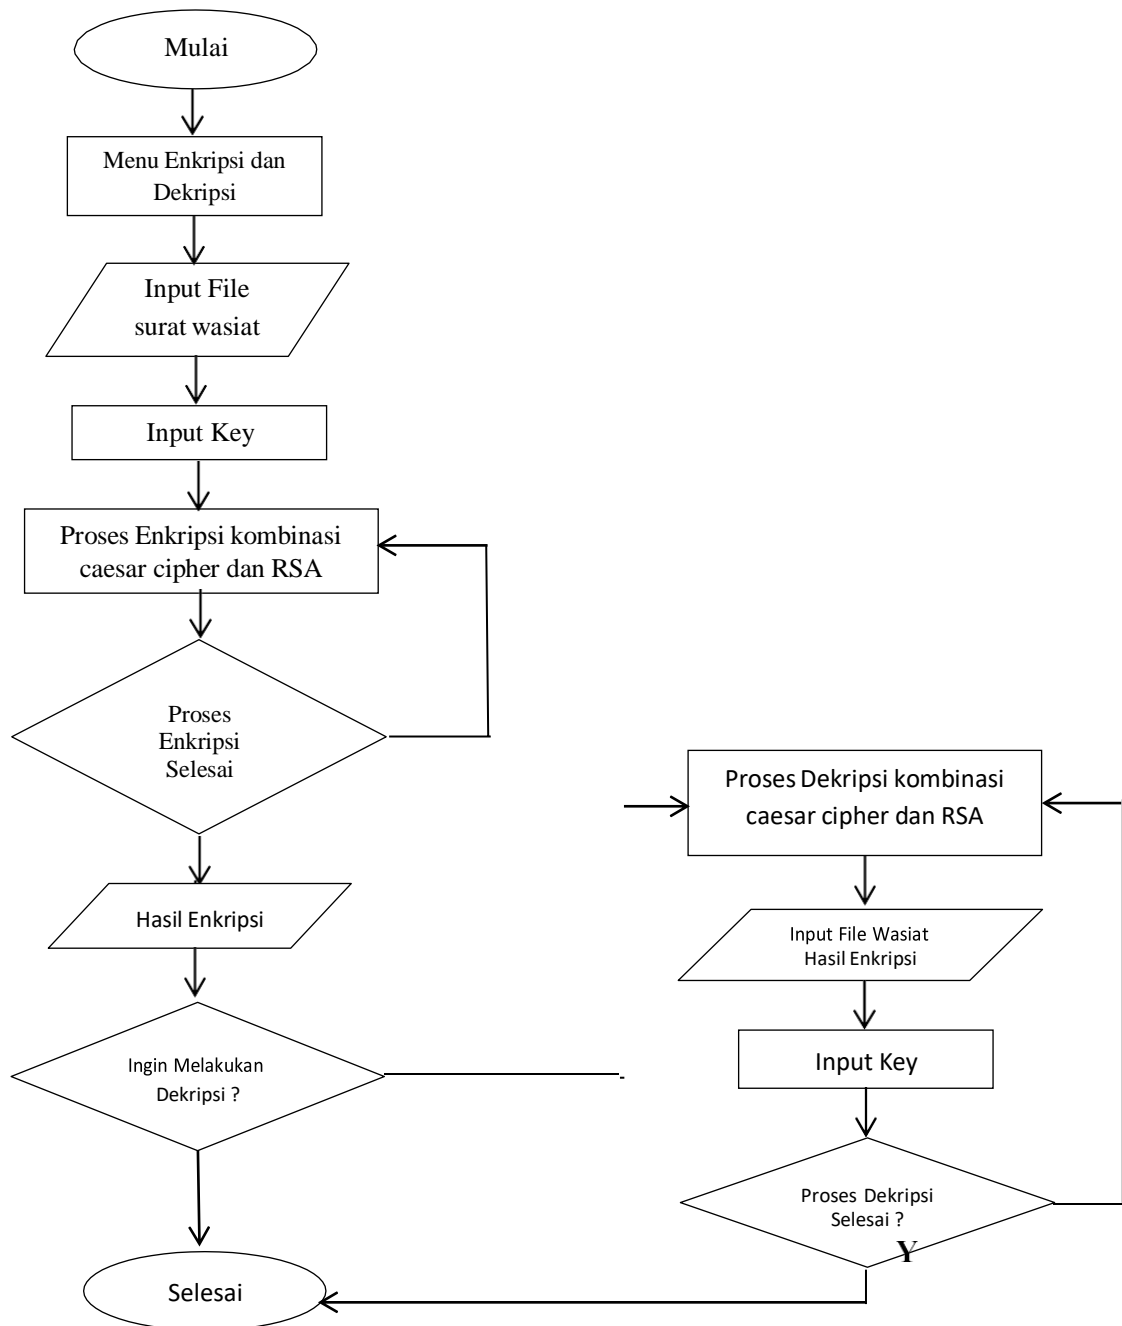 Mulai
Menu Enkripsi dan
Dekripsi
Input File
surat wasiat
Input Key
Proses Enkripsi kombinasi
caesar cipher dan RSA
Proses
Enkripsi
Selesai
Hasil Enkripsi
Ingin Melakukan
Dekripsi ?
Selesai
Proses Dekripsi kombinasi
caesar cipher dan RSA
Input File Wasiat
Hasil Enkripsi
Input Key
Proses Dekripsi
Selesai ?
Y